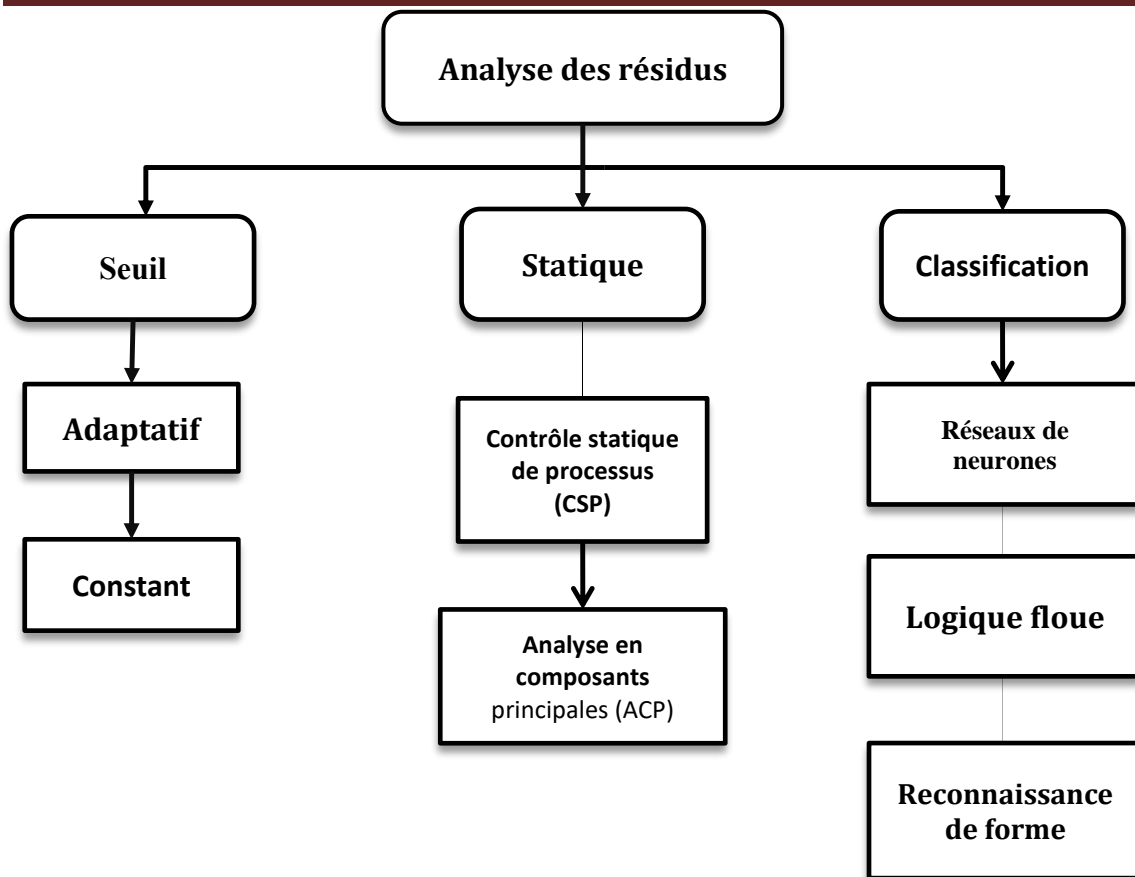 Analyse des résidus
Seuil
Statique
Classification
Adaptatif
Constant
Contrôle statique
de processus
(CSP)
Analyse en
composants
principales (ACP)
Réseaux de
neurones
Logique floue
Reconnaissance
de forme